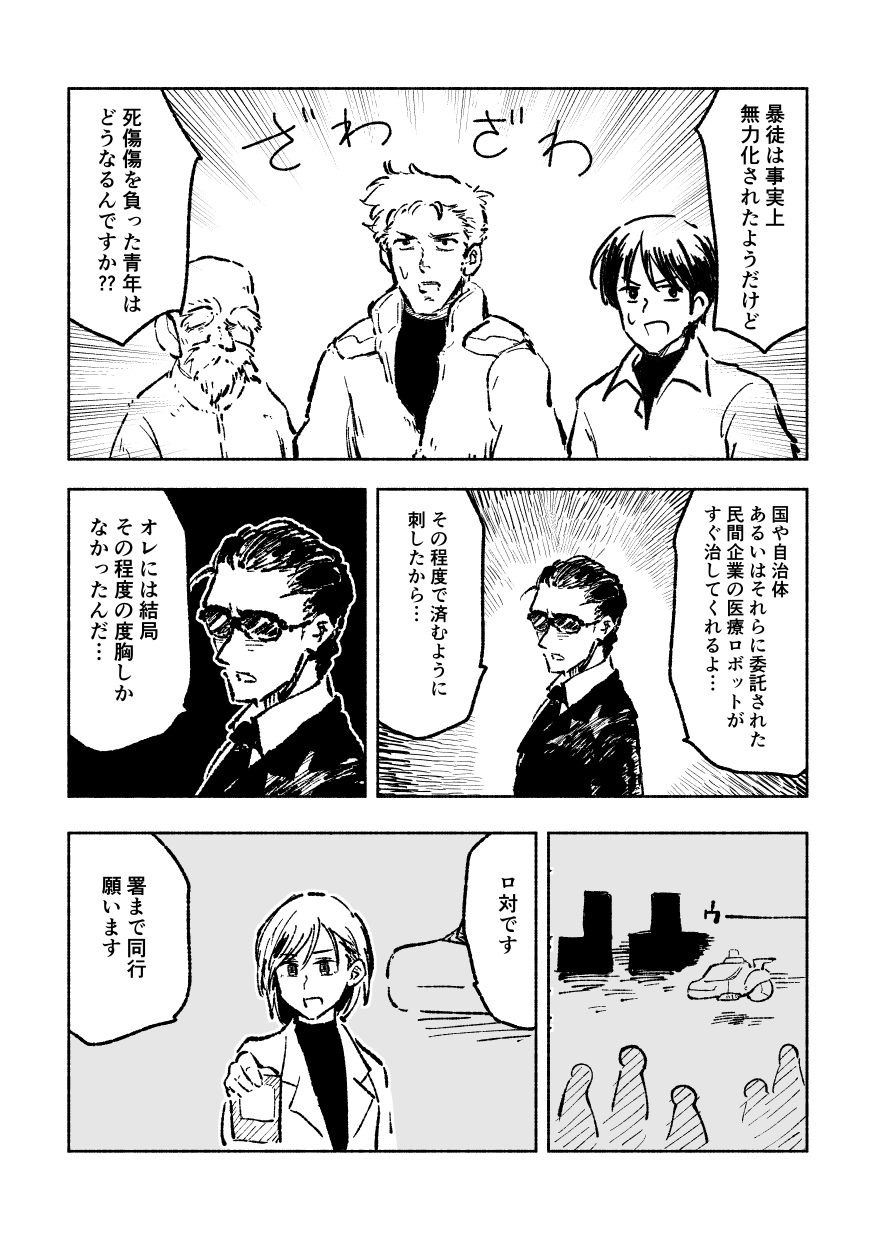 暴徒は事実上
無力化されたようだけど
ざわ
ざわ
死傷傷を負った青年は
どうなるんですか??
国や自治体
あるいはそれらに委託された
民間企業の医療ロボットが
すぐ治してくれるよ…
その程度で済むように
刺したから…
オレには結局
その程度の度胸しか
なかったんだ…
ウー
ロ対です
署まで同行
願います